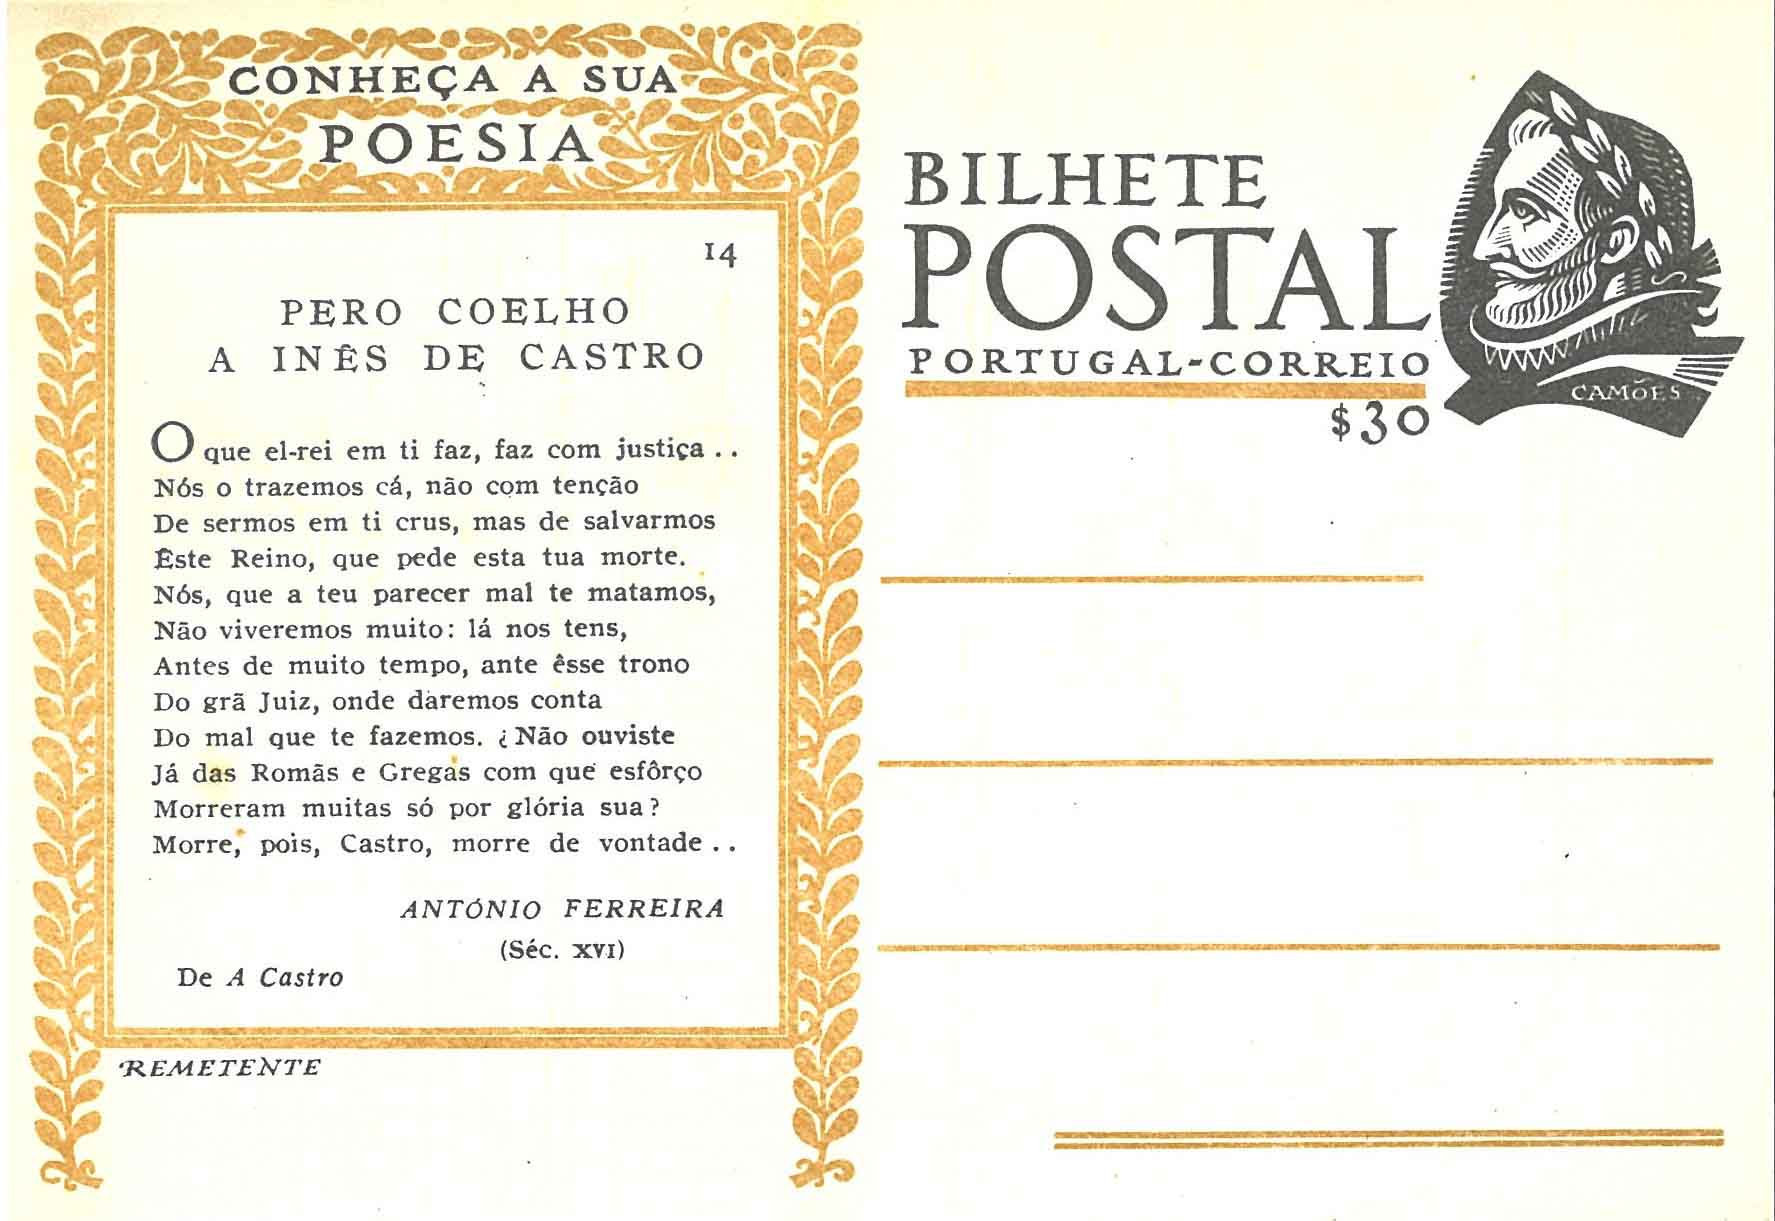 CONHEÇA A SUA
POESIA
14
PERO COELHO
A INÊS DE CASTRO
O que el-rei em ti faz, faz com justiça . .
Nós o trazemos cá, não com tenção
De sermos em ti crus, mas de salvarmos
Êste Reino, que pede esta tua morte.
Nós, que a teu parecer mal te matamos,
Não viveremos muito: lá nos tens,
Antes de muito tempo, ante êsse trono
Do grã Juiz, onde daremos conta
Do mal que te fazemos. ¿ Não ouviste
Já das Romãs e Gregas com que esfôrço
Morreram muitas só por glória sua?
Morre, pois, Castro, morre de vontade . .
ANTÓNIO FERREIRA
(Séc. XVI)
De A Castro
REMETENTE
BILHETE
POSTAL
PORTUGAL-CORREIO
$30
CAMÕES